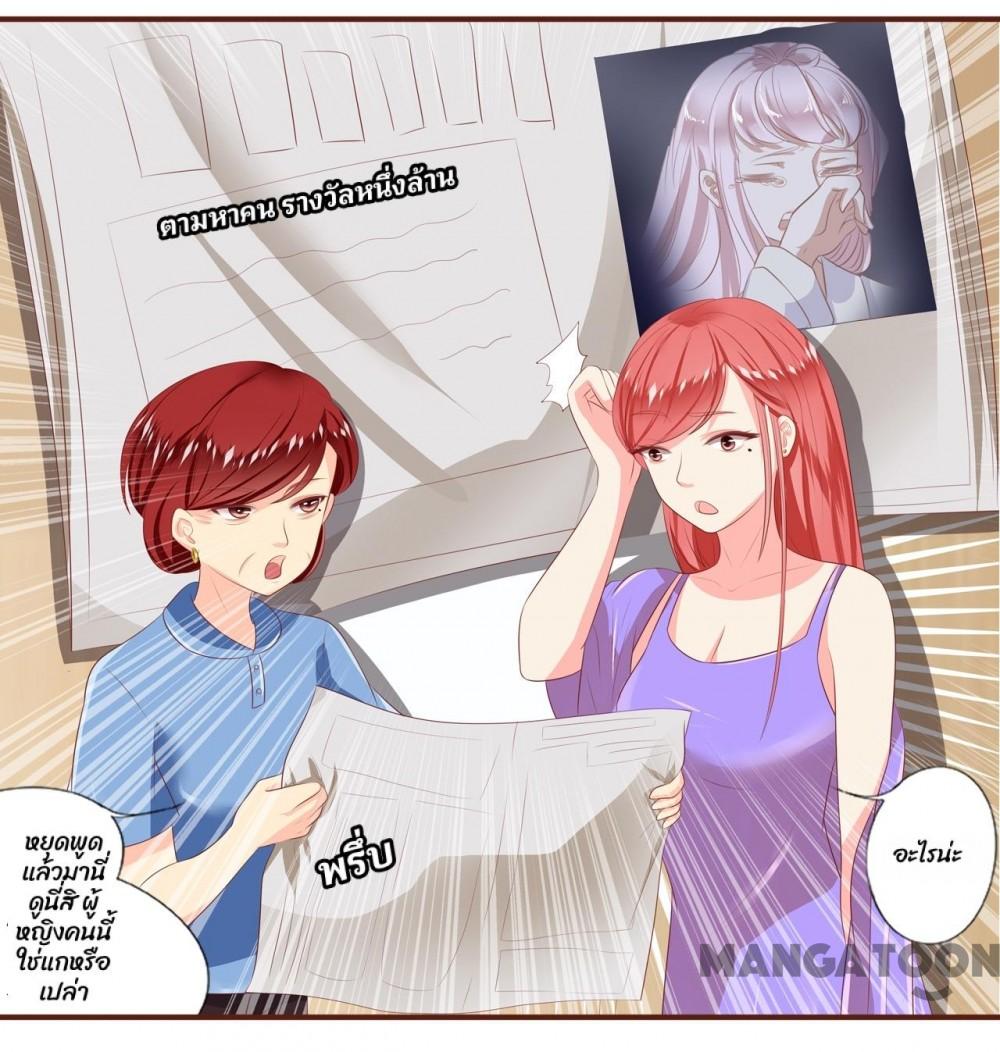 ตามหาคน รางวัลหนึ่งล้าน
หยุดพูด
แล้วมานี่
ดูนี่สิ ผู้
หญิงคนนี้
ใช่แกหรือ
เปล่า
พรึ่บ
อะไรน่ะ
MANGATOON